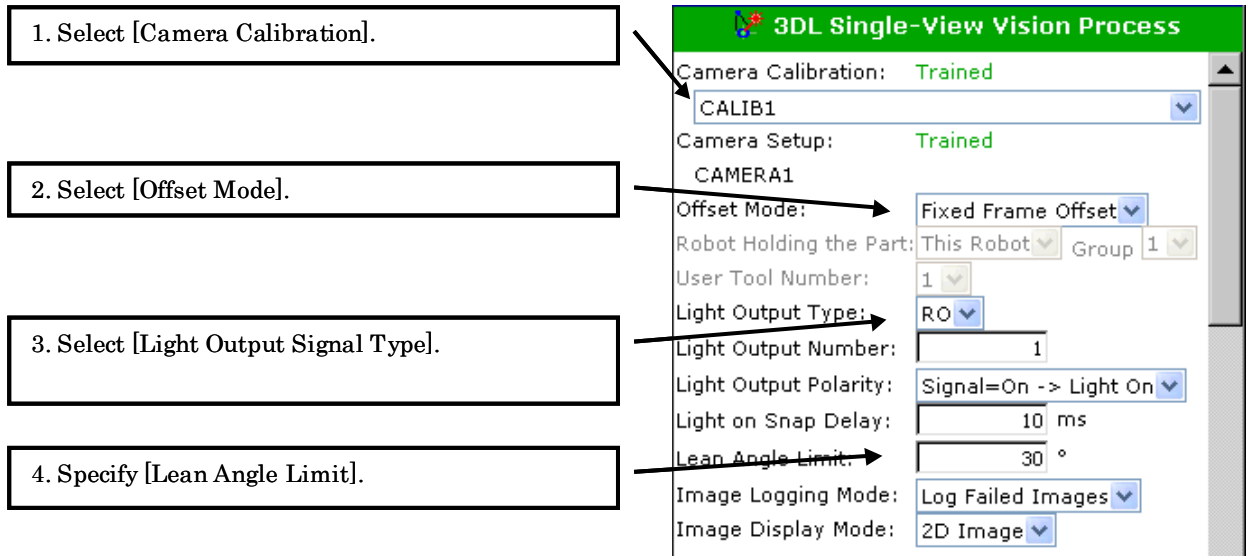 1. Select [Camera Calibration].
2. Select [Offset Mode].
3. Select [Light Output Signal Type].
4. Specify [Lean Angle Limit].
3DL Single-View Vision Process
Camera Calibration: Trained
CALIB1
Camera Setup: Trained
CAMERA1
Offset Mode: Fixed Frame Offset
Robot Holding the Part: This Robot Group 1
User Tool Number: 1
Light Output Type: RO
Light Output Number: 1
Light Output Polarity: Signal=On -> Light On
Light on Snap Delay: 10 ms
Lean Angle Limit: 30 °
Image Logging Mode: Log Failed Images
Image Display Mode: 2D Image